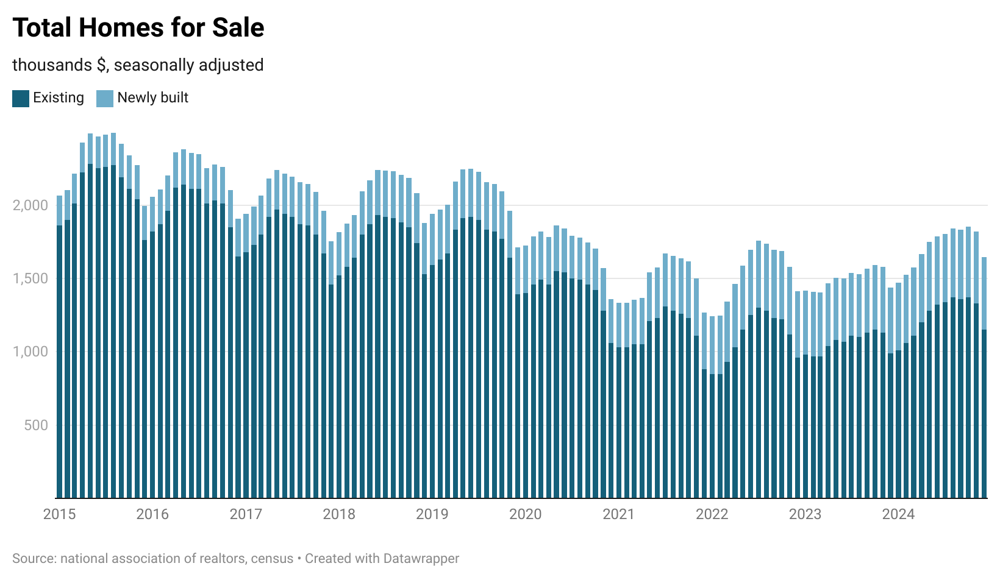 Total Homes for Sale
thousands $, seasonally adjusted
Existing Newly built
2,000
1,500
1,000
500
2015 2016 2017 2018 2019 2020 2021 2022 2023 2024
Source: national association of realtors, census • Created with Datawrapper